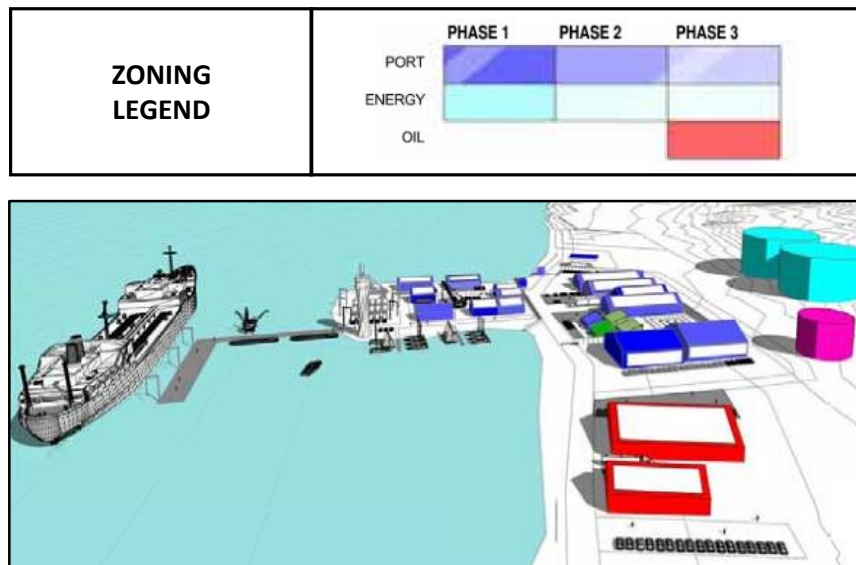 ZONING
LEGEND
PHASE 1 PHASE 2 PHASE 3
PORT
ENERGY
OIL